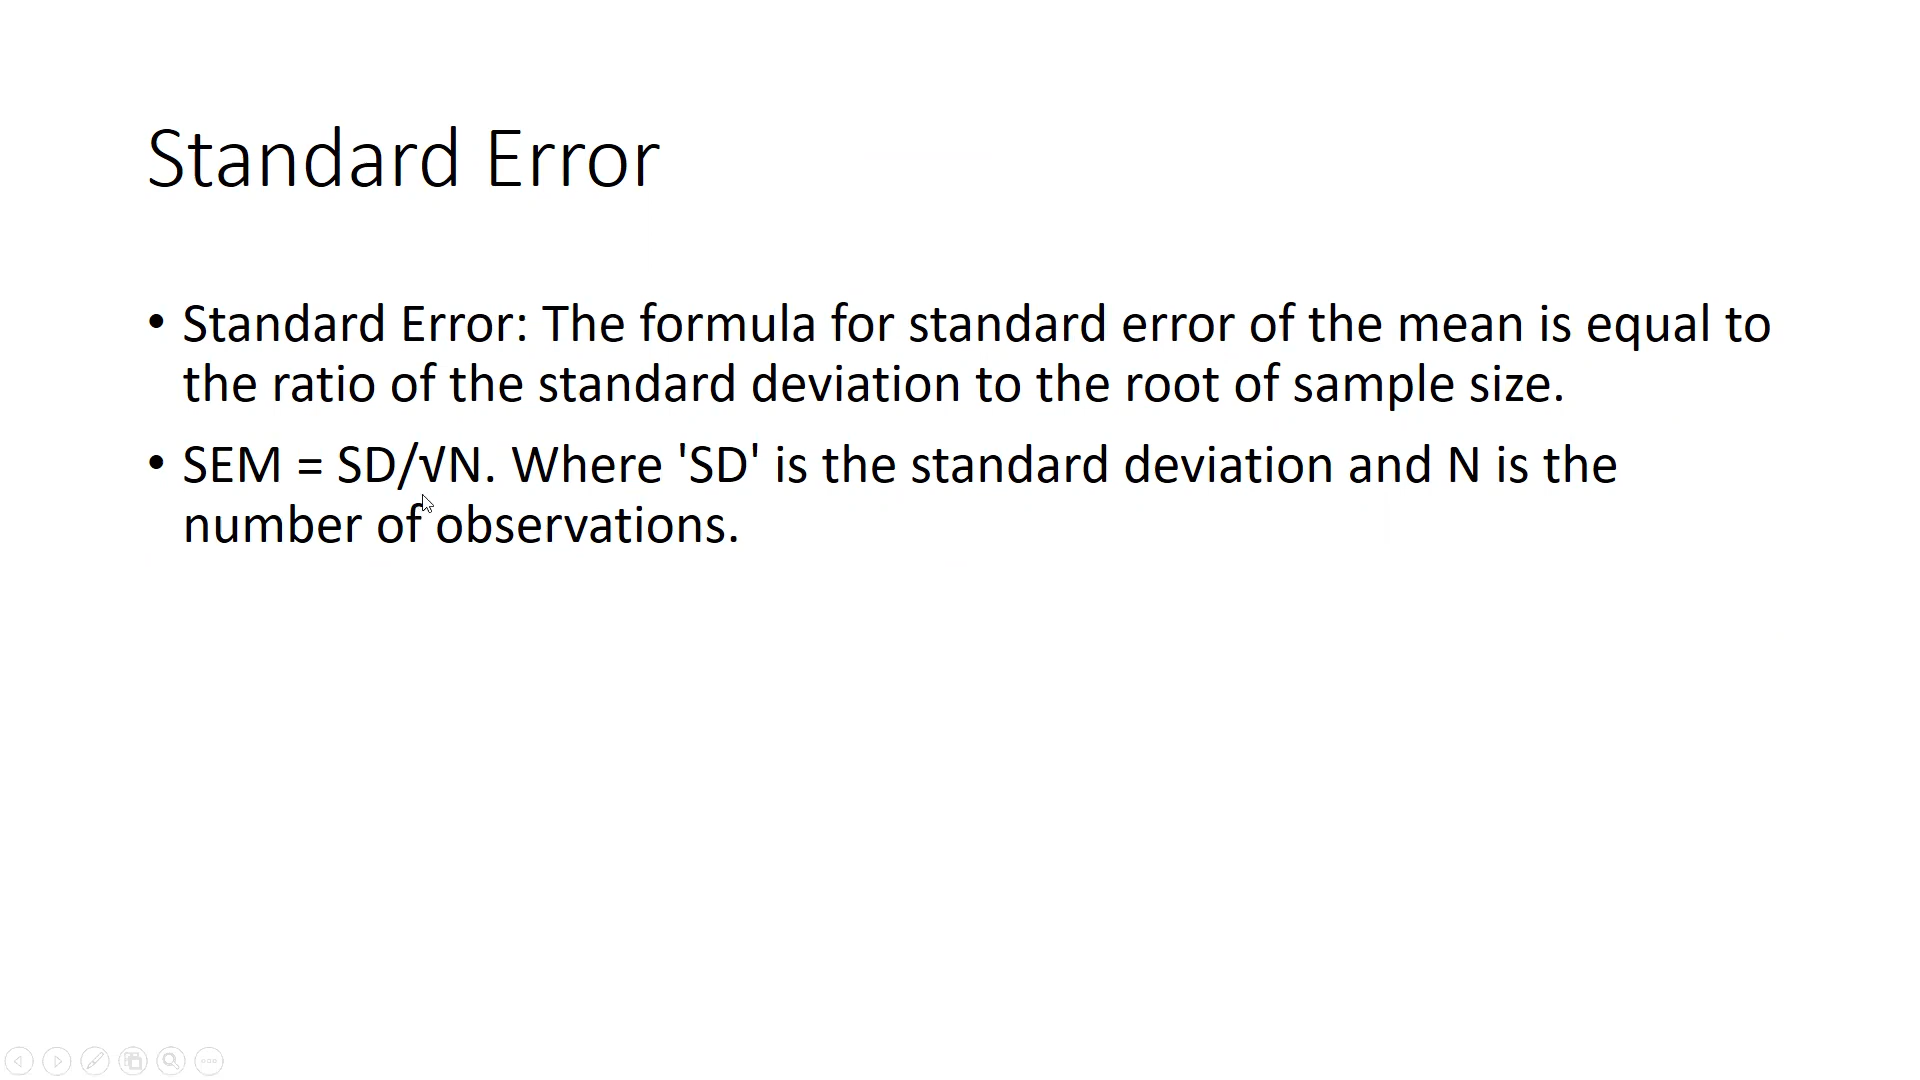 Standard Error
• Standard Error: The formula for standard error of the mean is equal to
the ratio of the standard deviation to the root of sample size.
• SEM = SD/√N. Where 'SD' is the standard deviation and N is the
number of observations.